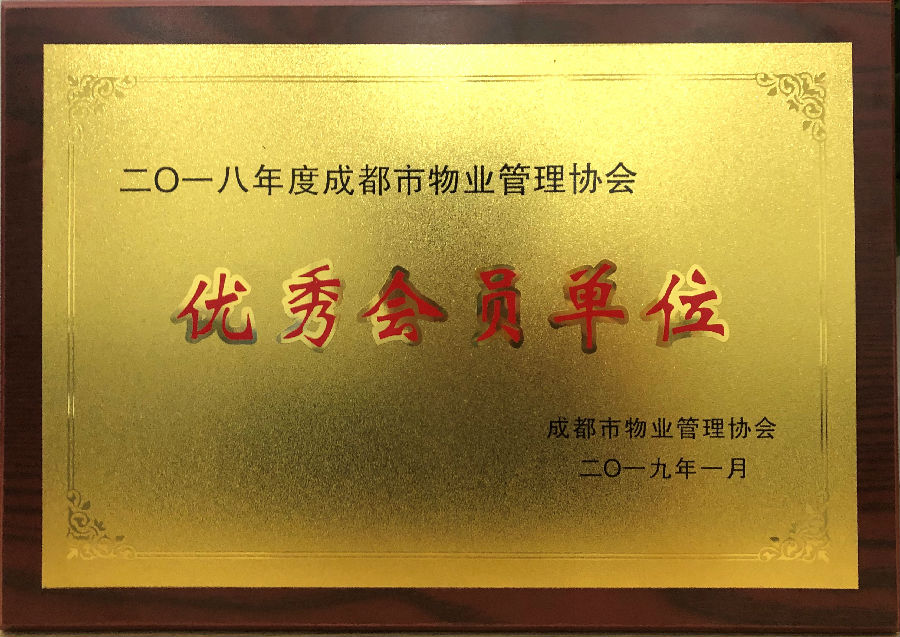 二〇一八年度成都市物业管理协会
优秀会员单位
成都市物业管理协会
二〇一九年一月